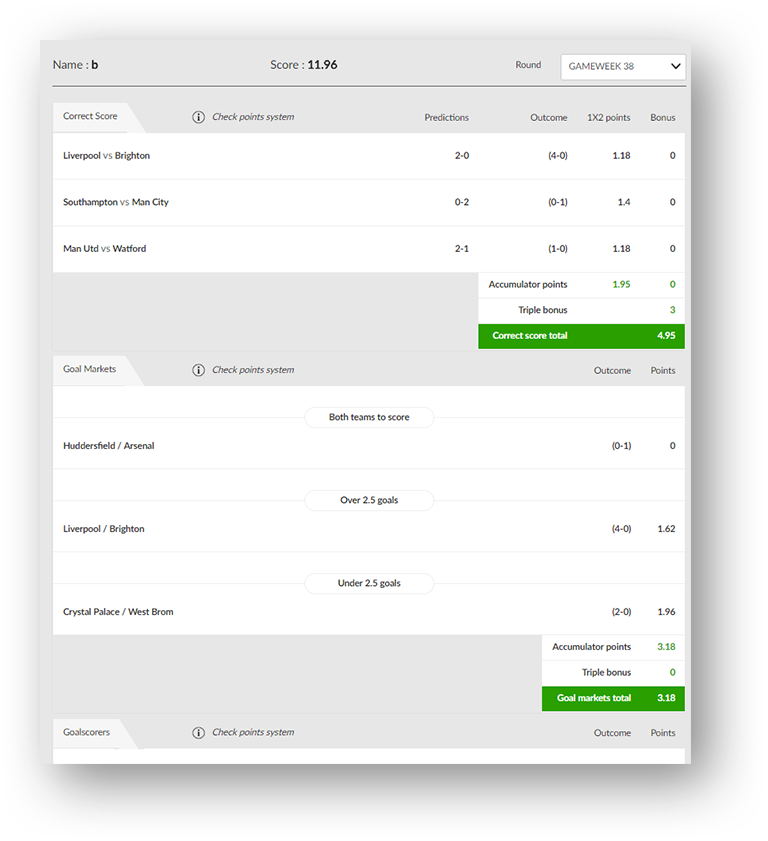 Name : b Score : 11.96 Round GAMEWEEK 38
Correct Score Check points system Predictions Outcome 1X2 points Bonus
Liverpool vs Brighton 2-0 (4-0) 1.18 0
Southampton vs Man City 0-2 (0-1) 1.4 0
Man Utd vs Watford 2-1 (1-0) 1.18 0
Accumulator points 1.95 0
Triple bonus 3
Correct score total 4.95
Goal Markets Check points system Outcome Points
Both teams to score
Huddersfield / Arsenal (0-1) 0
Over 2.5 goals
Liverpool / Brighton (4-0) 1.62
Under 2.5 goals
Crystal Palace / West Brom (2-0) 1.96
Accumulator points 3.18
Triple bonus 0
Goal markets total 3.18
Goalscorers Check points system Outcome Points